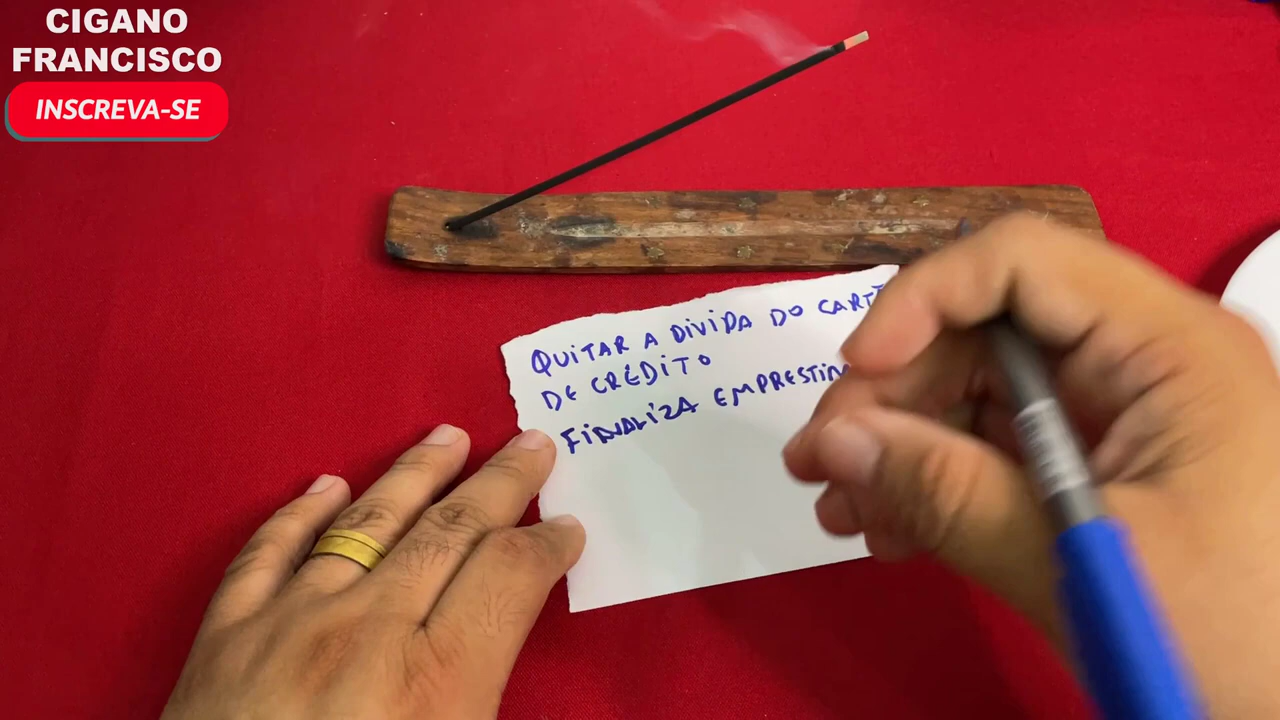 CIGANO
FRANCISCO
INSCREVA-SE
QUITAR A DIVIDA DO
DE CRÉDITO
FINALIZA